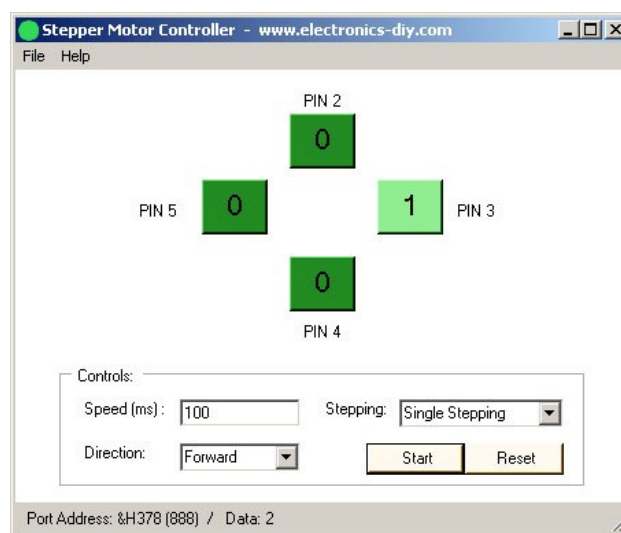 Stepper Motor Controller - www.electronics-diy.com
File Help
PIN 2
0
PIN 5 0 1 PIN 3
0
PIN 4
Controls:
Speed (ms) : 100 Stepping: Single Stepping
Direction: Forward Start Reset
Port Address: &H378 (888) / Data: 2